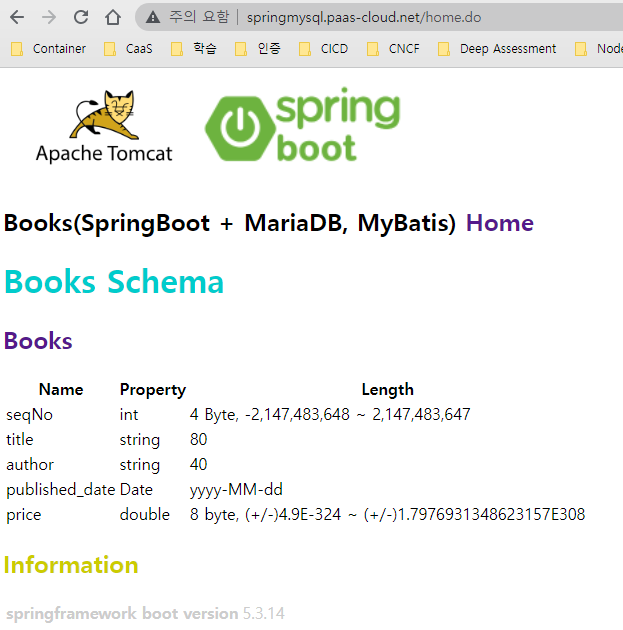 주의 요함 | springmysql.paas-cloud.net/home.do
Container CaaS 학습 인증 CICD CNCF Deep Assessment Node
Apache Tomcat
spring
boot
Books(SpringBoot + MariaDB, MyBatis) Home
Books Schema
Books
Name Property Length
seqNo int 4 Byte, -2,147,483,648 ~ 2,147,483,647
title string 80
author string 40
published_date Date yyyy-MM-dd
price double 8 byte, (+/-)4.9E-324 ~ (+/-)1.7976931348623157E308
Information
springframework boot version 5.3.14